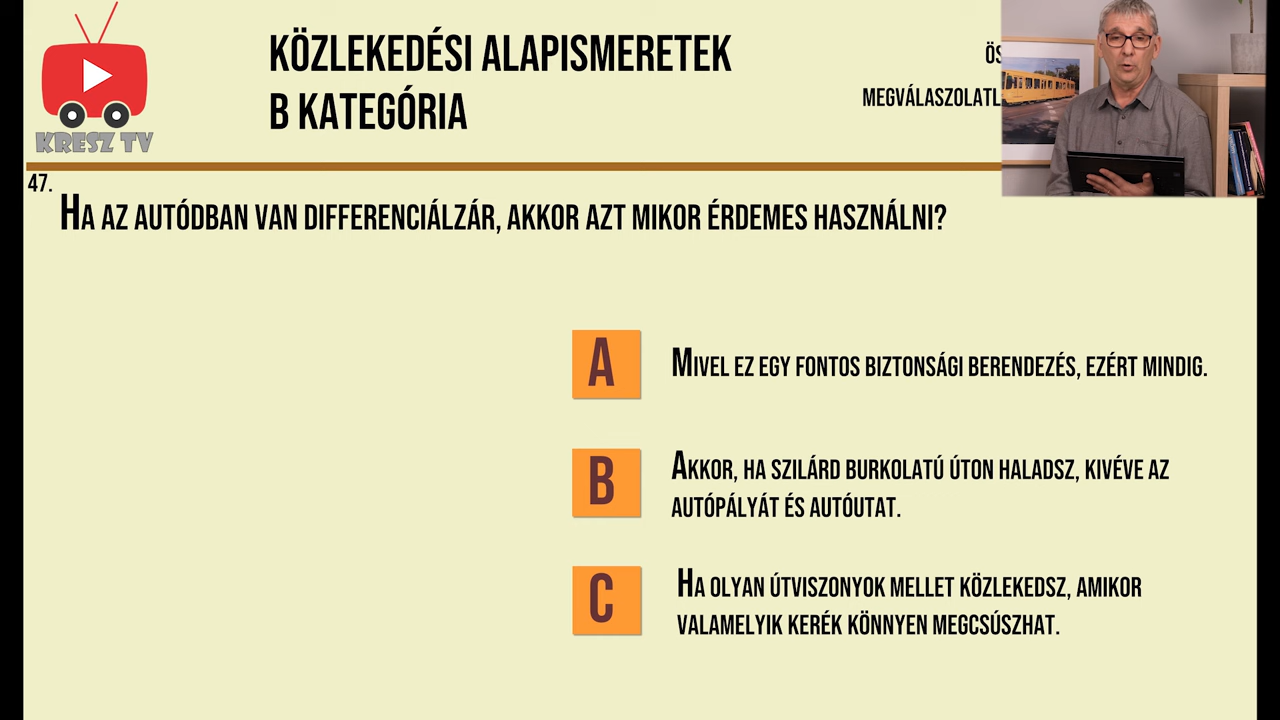 KRESZ TV
KÖZLEKEDÉSI ALAPISMERETEK
B KATEGÓRIA
47.
HA AZ AUTÓDBAN VAN DIFFERENCIÁLZÁR, AKKOR AZT MIKOR ÉRDEMES HASZNÁLNI?
A
MIVEL EZ EGY FONTOS BIZTONSÁGI BERENDEZÉS, EZÉRT MINDIG.
B
AKKOR, HA SZILÁRD BURKOLATÚ ÚTON HALADSZ, KIVÉVE AZ
AUTÓPÁLYÁT ÉS AUTÓUTAT.
C
HA OLYAN ÚTVISZONYOK MELLET KÖZLEKEDSZ, AMIKOR
VALAMELYIK KERÉK KÖNNYEN MEGCSÚSZHAT.